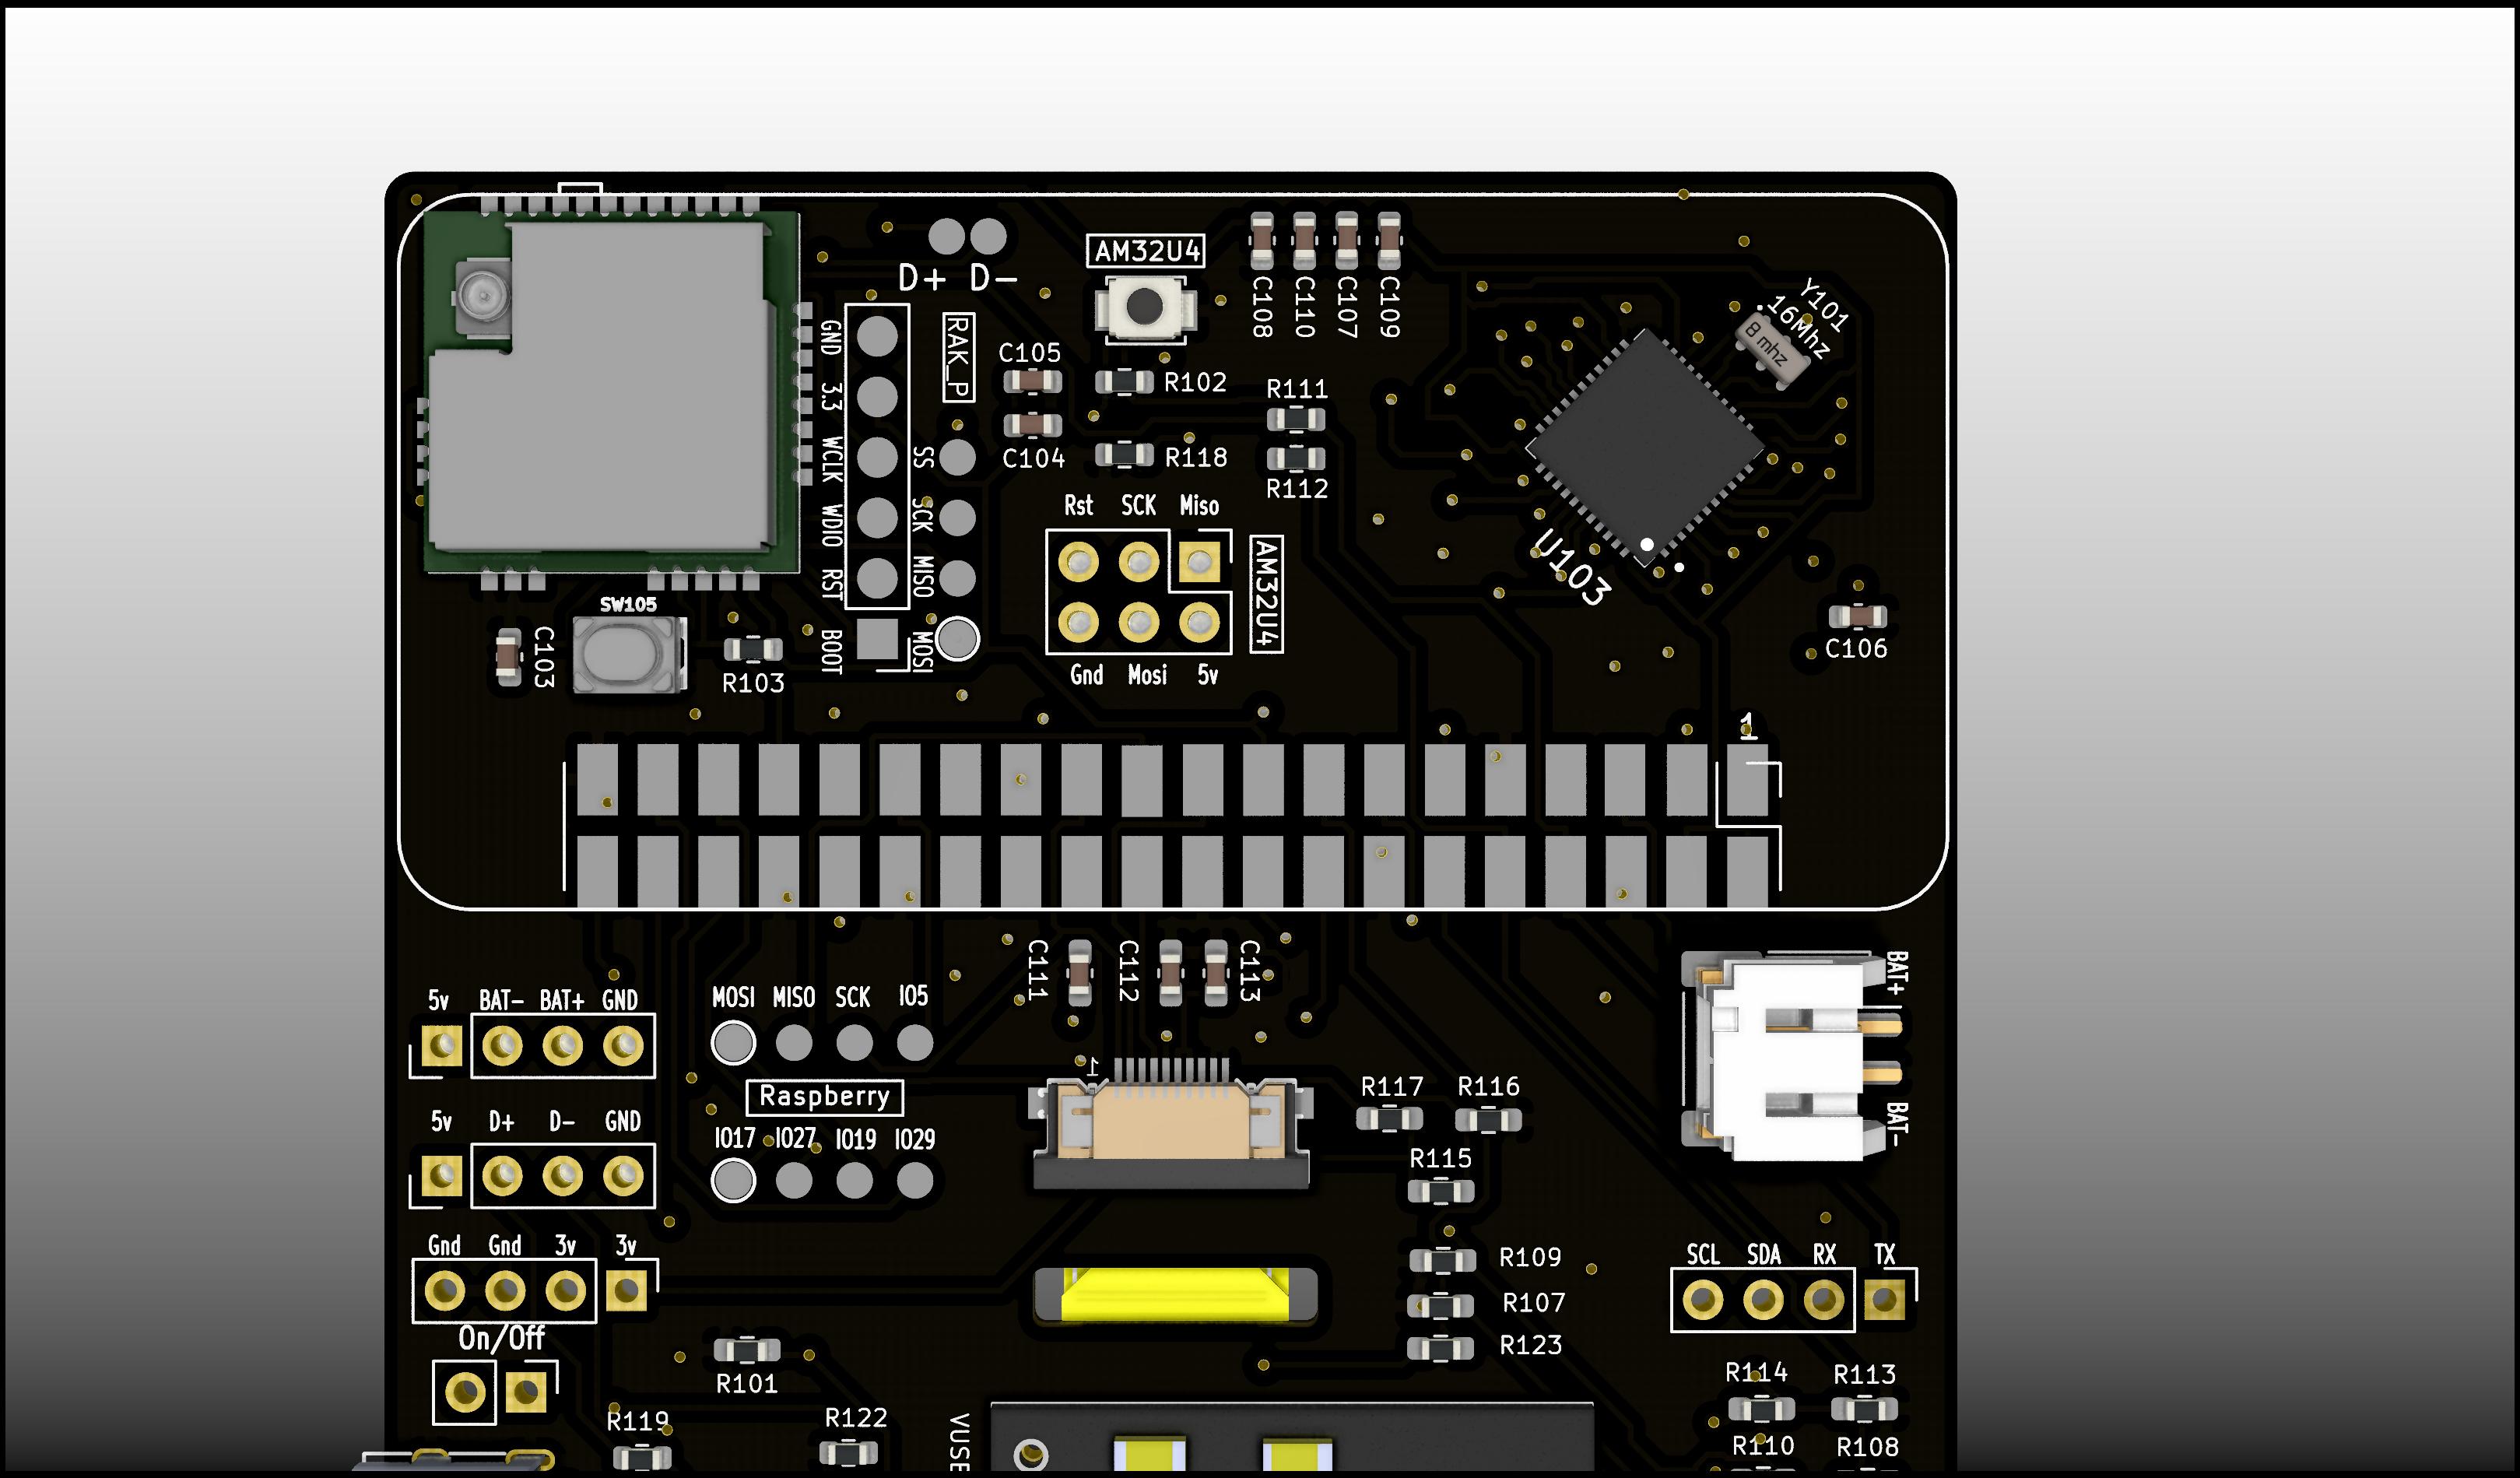 D+ D-
AM32U4
C108
C110
C107
C109
Y101
16Mhz
8 mhz
GND
3.3
WCLK
WDIO
RST
BOOT
RAK_P
SS
SCK
MISO
MOSI
C105
C104
R102
R118
R111
R112
Rst SCK Miso
AM32U4
Gnd Mosi 5v
U103
C106
SW105
C103
R103
1
C111
C112
C113
5v BAT- BAT+ GND
MOSI MISO SCK IO5
BAT+
BAT-
1
Raspberry
5v D+ D- GND
IO17 IO27 IO19 IO29
R117 R116
R115
Gnd Gnd 3v 3v
R109
R107
R123
SCL SDA RX TX
On/Off
R101
R114 R113
R119
R122
VUSE
R110 R108